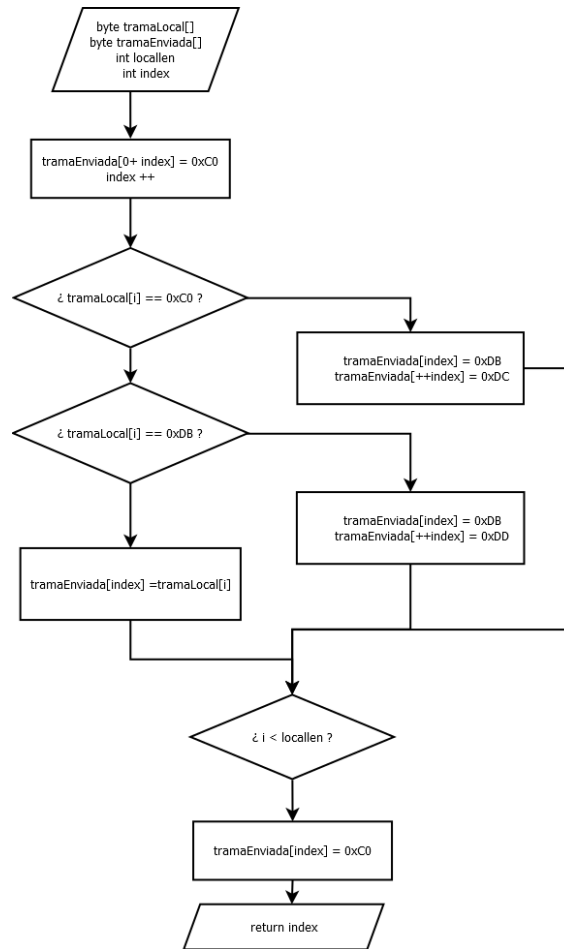 byte tramaLocal[]
byte tramaEnviada[]
int locallen
int index
tramaEnviada[0+ index] = 0xC0
index ++
¿ tramaLocal[i] == 0xC0 ?
tramaEnviada[index] = 0xDB
tramaEnviada[++index] = 0xDC
¿ tramaLocal[i] == 0xDB ?
tramaEnviada[index] = 0xDB
tramaEnviada[++index] = 0xDD
tramaEnviada[index] =tramaLocal[i]
¿ i < locallen ?
tramaEnviada[index] = 0xC0
return index